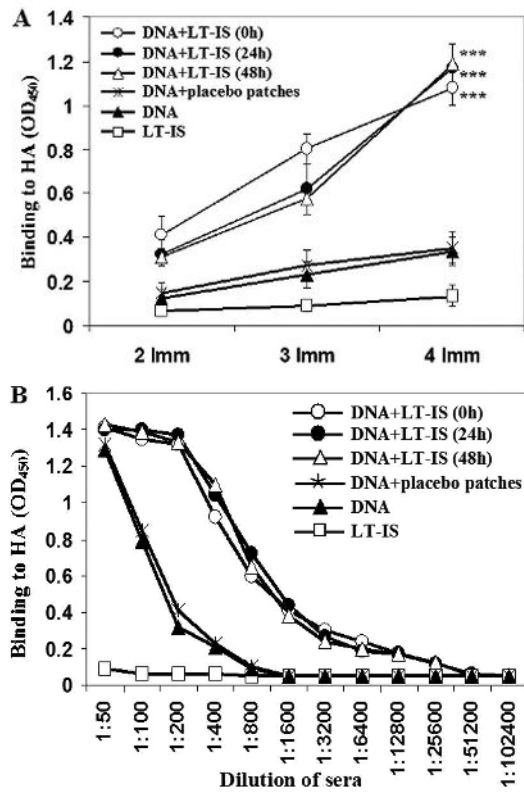 A
DNA+LT-IS (0h)
DNA+LT-IS (24h)
DNA+LT-IS (48h)
DNA+placebo patches
DNA
LT-IS
Binding to HA (OD450)
1.4
1.2
1
0.8
0.6
0.4
0.2
0
***
***
***
2 Imm
3 Imm
4 Imm
B
DNA+LT-IS (0h)
DNA+LT-IS (24h)
DNA+LT-IS (48h)
DNA+placebo patches
DNA
LT-IS
Binding to HA (OD450)
1.6
1.4
1.2
1
0.8
0.6
0.4
0.2
0
1:50
1:100
1:200
1:400
1:800
1:1600
1:3200
1:6400
1:12800
1:25600
1:51200
1:102400
Dilution of sera